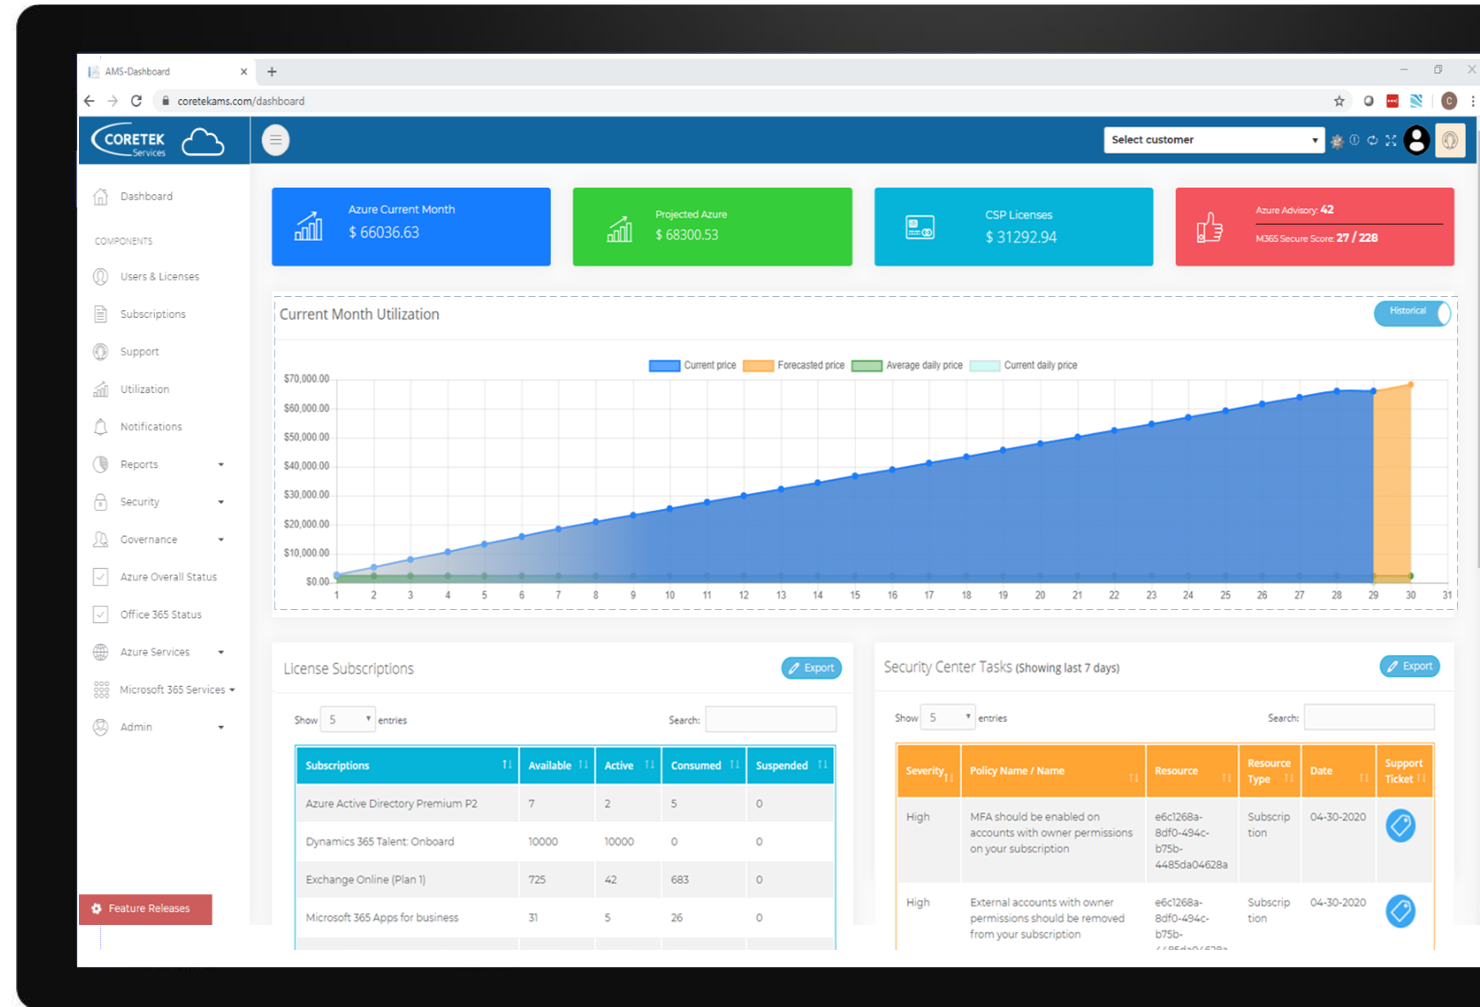 AMS-Dashboard
coretekams.com/dashboard
CORETEK
Services
Select customer
Dashboard
COMPONENTS
Users & Licenses
Subscriptions
Support
Utilization
Notifications
Reports
Security
Governance
Azure Overall Status
Office 365 Status
Azure Services
Microsoft 365 Services
Admin
Feature Releases
Azure Current Month
$ 66036.63
Projected Azure
$ 68300.53
CSP Licenses
$ 31292.94
Azure Advisory: 42
M365 Secure Score: 27 / 228
Current Month Utilization
Historical
Current price Forecasted price Average daily price Current daily price
$70,000.00
$60,000.00
$50,000.00
$40,000.00
$30,000.00
$20,000.00
$10,000.00
$0.00
1 2 3 4 5 6 7 8 9 10 11 12 13 14 15 16 17 18 19 20 21 22 23 24 25 26 27 28 29 30 31
License Subscriptions
Export
Show 5 entries
Search:
Subscriptions Available Active Consumed Suspended
Azure Active Directory Premium P2 7 2 5 0
Dynamics 365 Talent: Onboard 10000 10000 0 0
Exchange Online (Plan 1) 725 42 683 0
Microsoft 365 Apps for business 31 5 26 0
Security Center Tasks (Showing last 7 days)
Export
Show 5 entries
Search:
Severity Policy Name / Name Resource Resource Type Date Support Ticket
High MFA should be enabled on e6c1268a- Subscrip 04-30-2020
accounts with owner permissions 8df0-494c- tion
on your subscription b75b-
4485da04628a
High External accounts with owner e6c1268a- Subscrip 04-30-2020
permissions should be removed 8df0-494c- tion
from your subscription b75b-